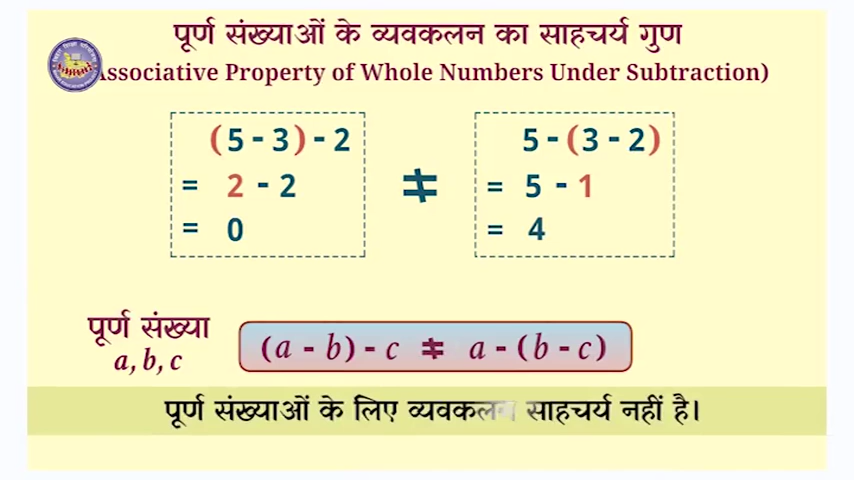 पूर्ण संख्याओं के व्यवकलन का साहचर्य गुण
Associative Property of Whole Numbers Under Subtraction)
(5 - 3) - 2
= 2 - 2
= 0
≠
5 - (3 - 2)
= 5 - 1
= 4
पूर्ण संख्या
a, b, c
(a - b) - c ≠ a - (b - c)
पूर्ण संख्याओं के लिए व्यवकलन साहचर्य नहीं है।